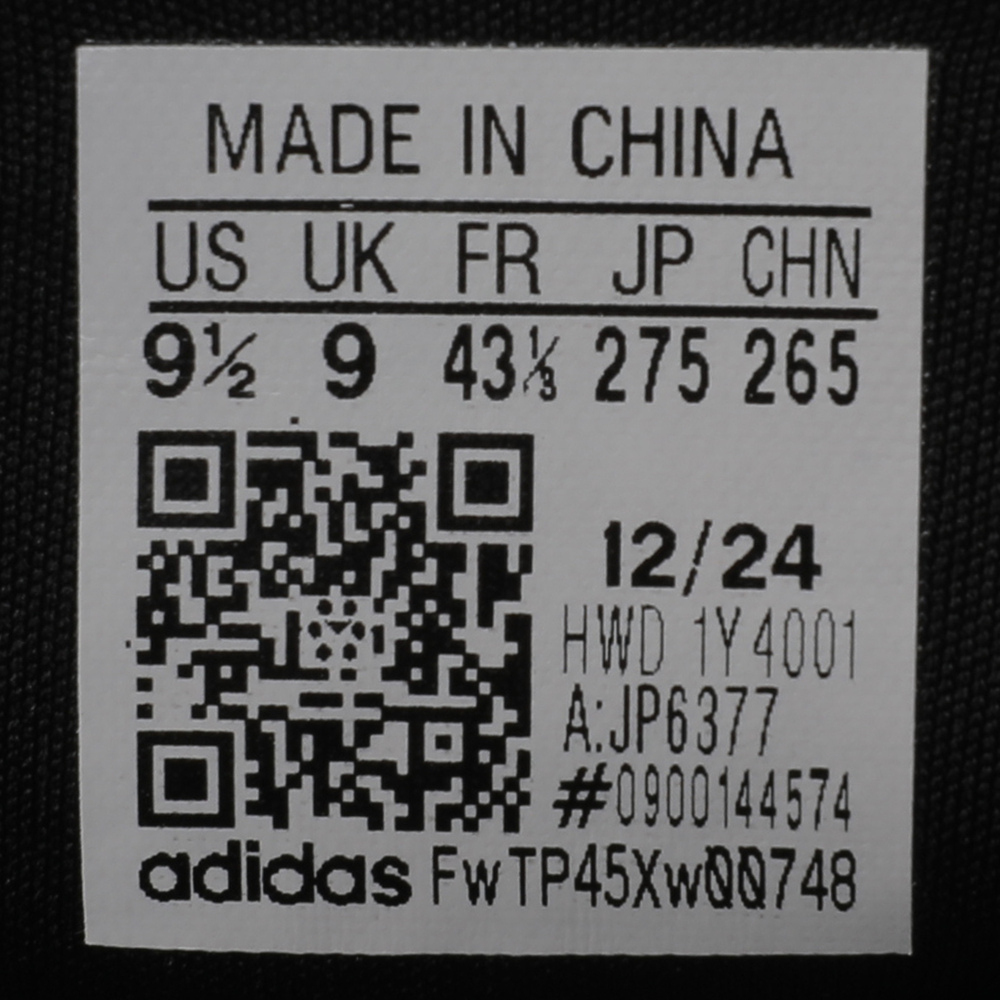 MADE IN CHINA
US UK FR JP CHN
9½ 9 43⅓ 275 265
12/24
HWD 1Y4001
A:JP6377
#0900144574
adidas FwTP45Xw00748